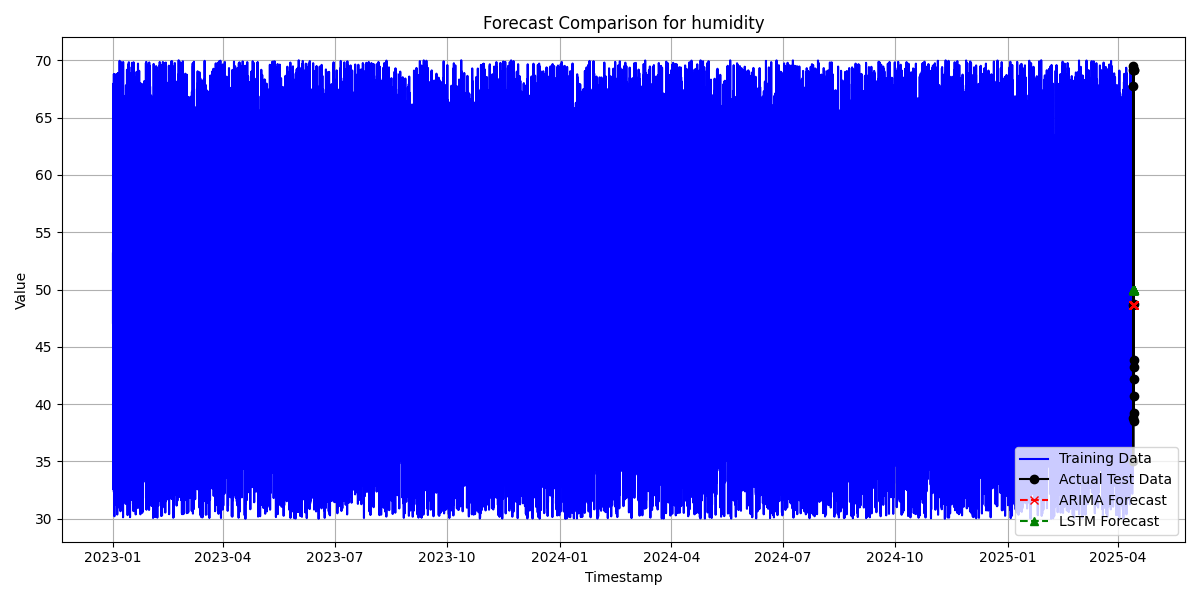 Forecast Comparison for humidity
Value
70
65
60
55
50
45
40
35
30
Training Data
Actual Test Data
ARIMA Forecast
LSTM Forecast
2023-01 2023-04 2023-07 2023-10 2024-01 2024-04 2024-07 2024-10 2025-01 2025-04
Timestamp